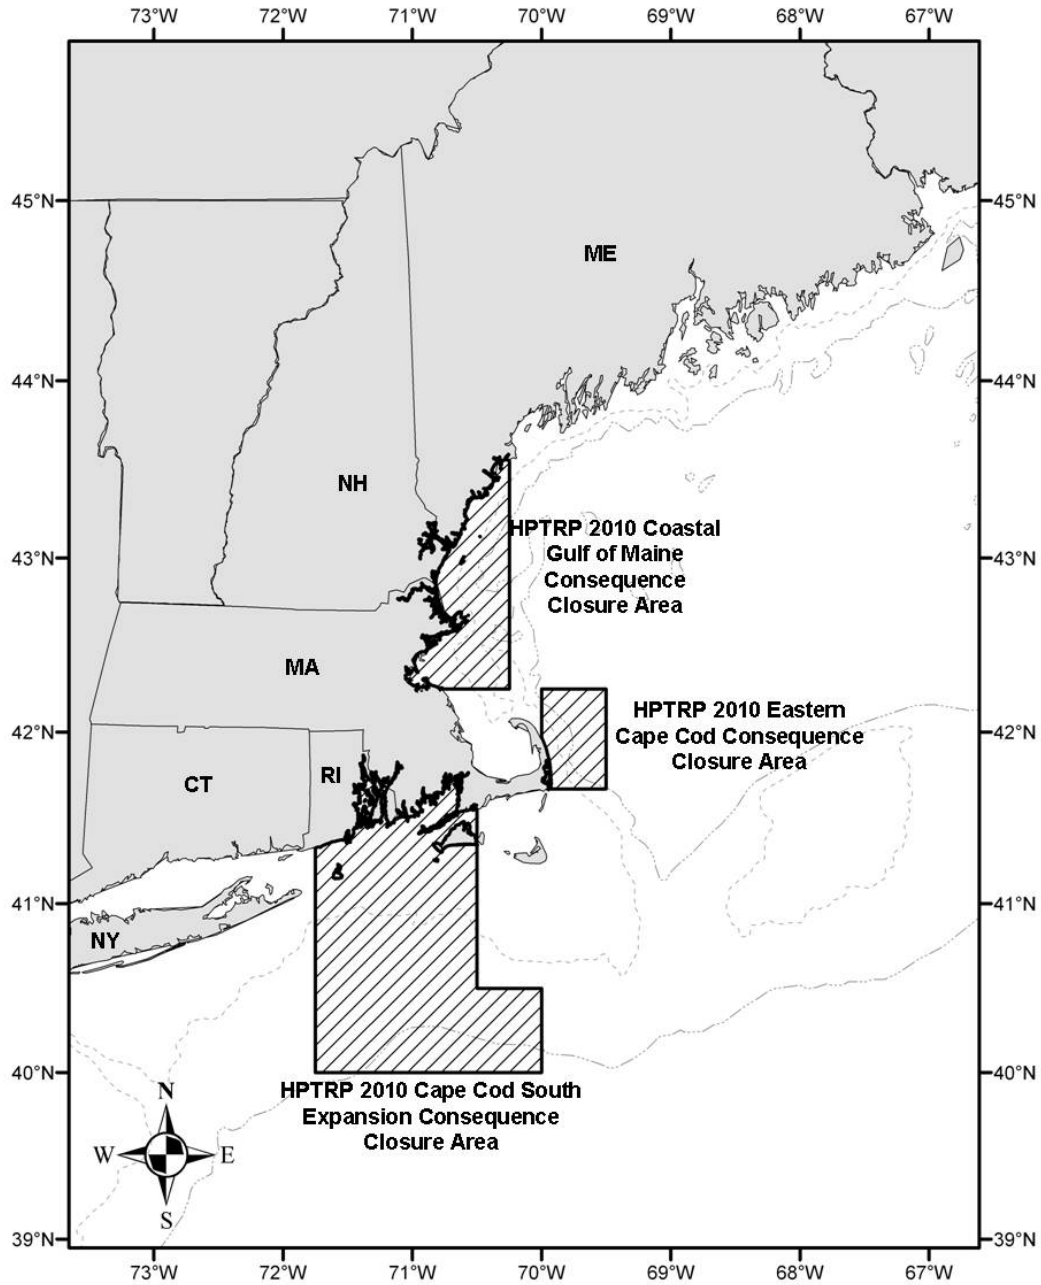 73°W 72°W 71°W 70°W 69°W 68°W 67°W
45°N 45°N
ME
44°N 44°N
NH
HPTRP 2010 Coastal
Gulf of Maine
Consequence
Closure Area
43°N 43°N
MA
HPTRP 2010 Eastern
Cape Cod Consequence
Closure Area
42°N 42°N
CT
RI
41°N 41°N
NY
40°N 40°N
HPTRP 2010 Cape Cod South
Expansion Consequence
Closure Area
N
W E
S
39°N 39°N
73°W 72°W 71°W 70°W 69°W 68°W 67°W